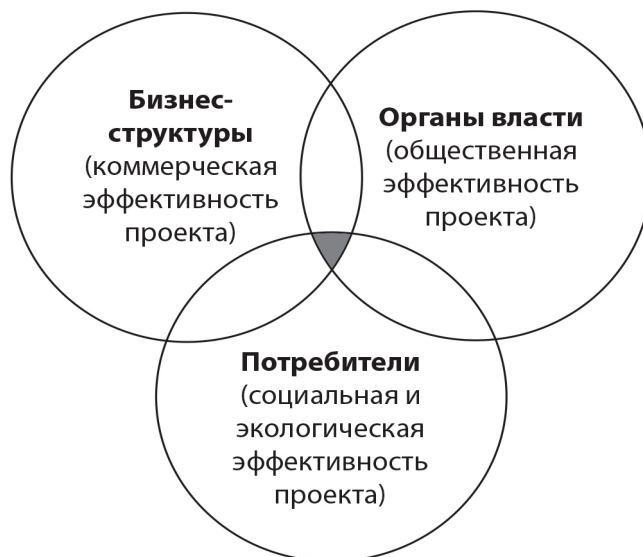 Бизнес-
структуры
(коммерческая
эффективность
проекта)
Органы власти
(общественная
эффективность
проекта)
Потребители
(социальная и
экологическая
эффективность
проекта)